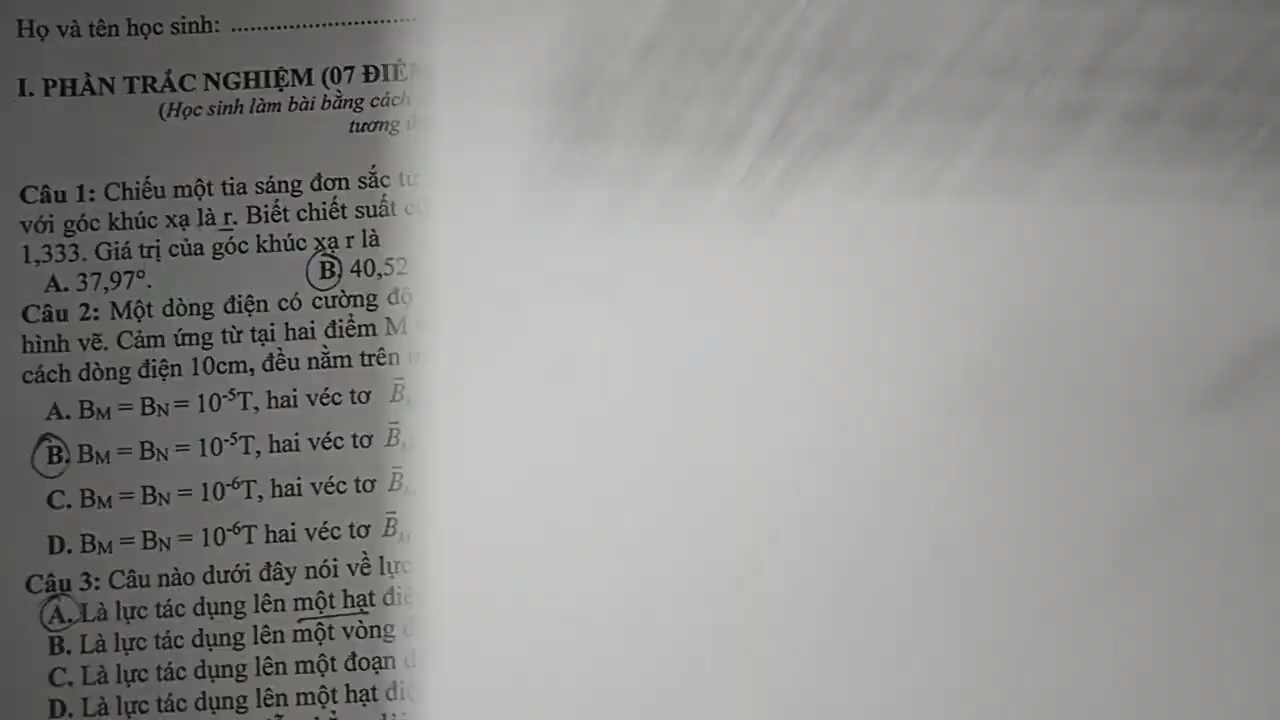 Họ và tên học sinh: ..............................
I. PHẦN TRẮC NGHIỆM (07 ĐIỂ
(Học sinh làm bài bằng cách
tương
Câu 1: Chiếu một tia sáng đơn sắc từ
với góc khúc xạ là r. Biết chiết suất
1,333. Giá trị của góc khúc xạ r là
A. 37,97°. B. 40,52
Câu 2: Một dòng điện có cường độ
hình vẽ. Cảm ứng từ tại hai điểm M
cách dòng điện 10cm, đều nằm trên
A. BM = BN = 10⁻⁵T, hai véc tơ B
B. BM = BN = 10⁻⁵T, hai véc tơ B
C. BM = BN = 10⁻⁶T, hai véc tơ B
D. BM = BN = 10⁻⁶T hai véc tơ B
Câu 3: Câu nào dưới đây nói về lực
A. Là lực tác dụng lên một hạt
B. Là lực tác dụng lên một vòng
C. Là lực tác dụng lên một đoạn
D. Là lực tác dụng lên một hạt